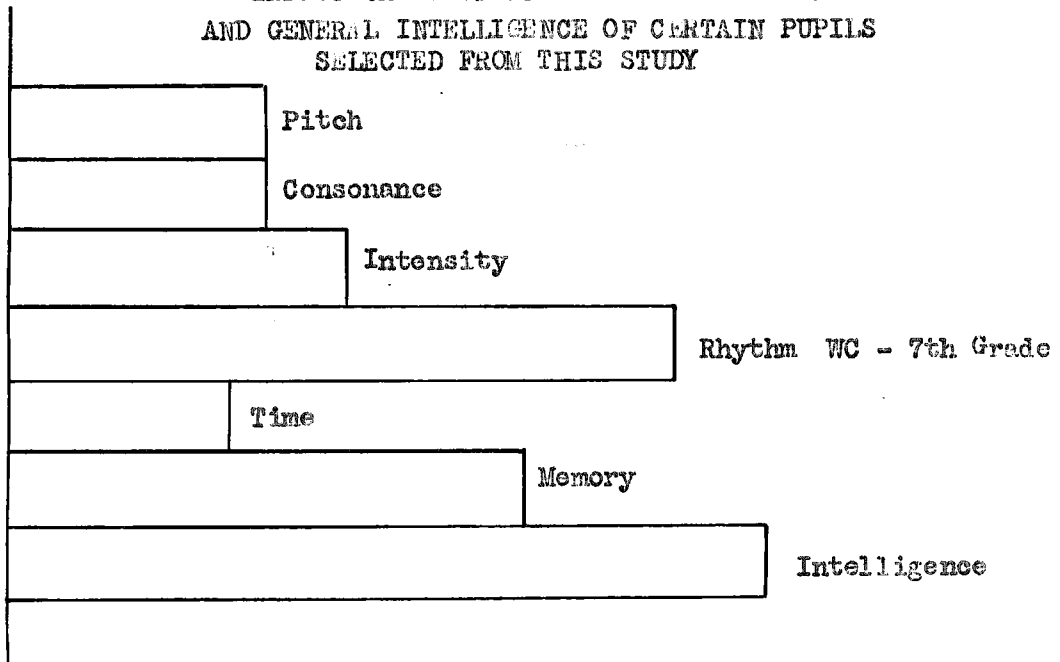 AND GENERAL INTELLIGENCE OF CERTAIN PUPILS
SELECTED FROM THIS STUDY
Pitch
Consonance
Intensity
Rhythm WC - 7th Grade
Time
Memory
Intelligence